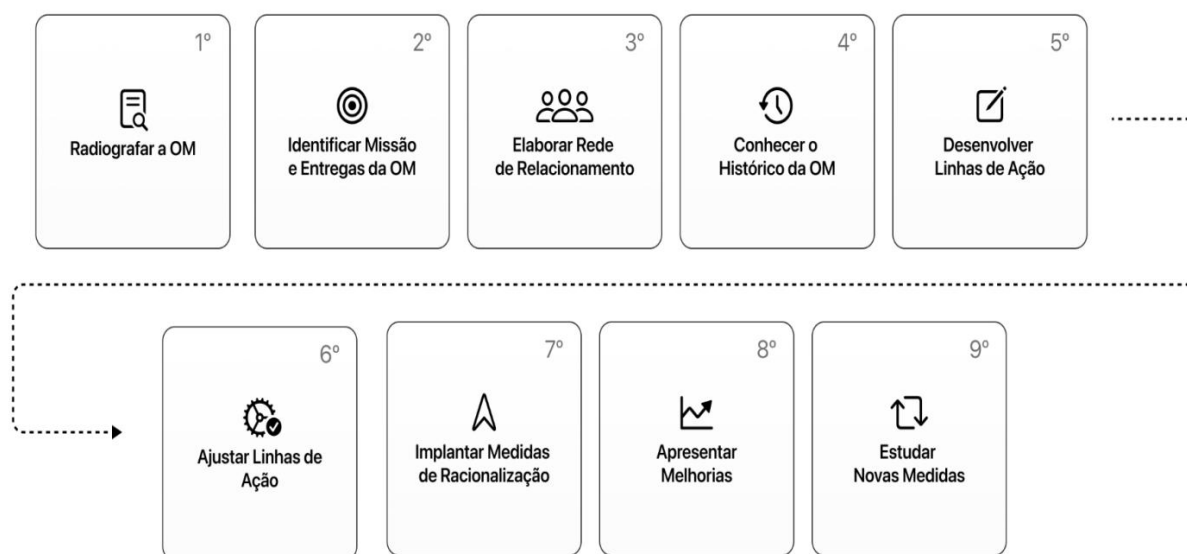 1º
Radiografar a OM
2º
Identificar Missão
e Entregas da OM
3º
Elaborar Rede
de Relacionamento
4º
Conhecer o
Histórico da OM
5º
Desenvolver
Linhas de Ação
6º
Ajustar Linhas de
Ação
7º
Implantar Medidas
de Racionalização
8º
Apresentar
Melhorias
9º
Estudar
Novas Medidas